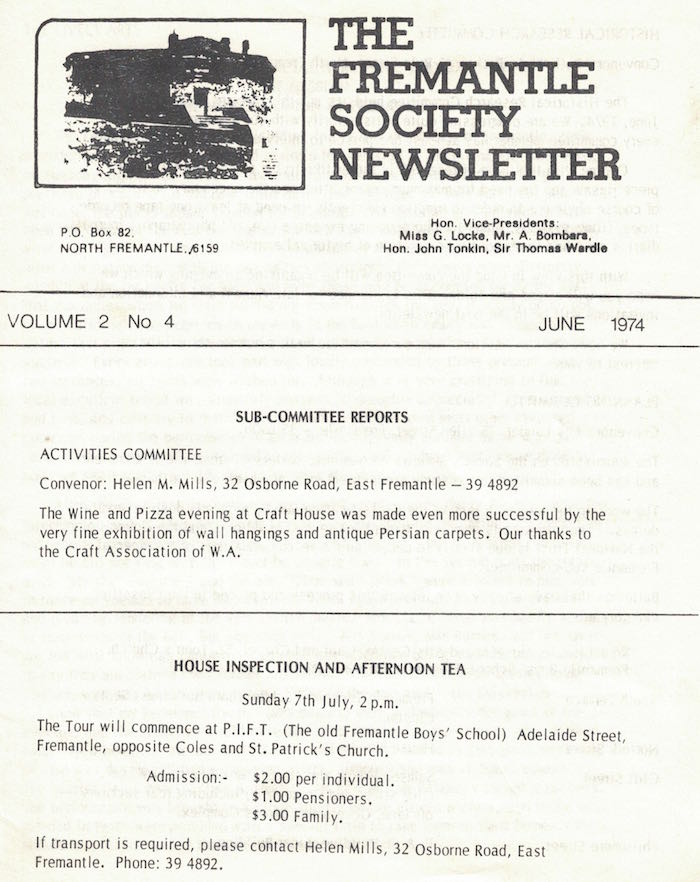 THE
FREMANTLE
SOCIETY
NEWSLETTER
P.O. Box 82,
NORTH FREMANTLE, 6159
Hon. Vice-Presidents:
Miss G. Locke, Mr. A. Bomers,
Hon. John Tonkin, Sir Thomas Wardle
VOLUME 2 No 4
JUNE 1974
SUB-COMMITTEE REPORTS
ACTIVITIES COMMITTEE
Convenor: Helen M. Mills, 32 Osborne Road, East Fremantle – 39 4892
The Wine and Pizza evening at Craft House was made even more successful by the
very fine exhibition of wall hangings and antique Persian carpets. Our thanks to
the Craft Association of W.A.
HOUSE INSPECTION AND AFTERNOON TEA
Sunday 7th July, 2 p.m.
The Tour will commence at P.I.F.T. (The old Fremantle Boys' School) Adelaide Street,
Fremantle, opposite Coles and St. Patrick's Church.
Admission:- $2.00 per individual.
$1.00 Pensioners.
$3.00 Family.
If transport is required, please contact Helen Mills, 32 Osborne Road, East
Fremantle. Phone: 39 4892.